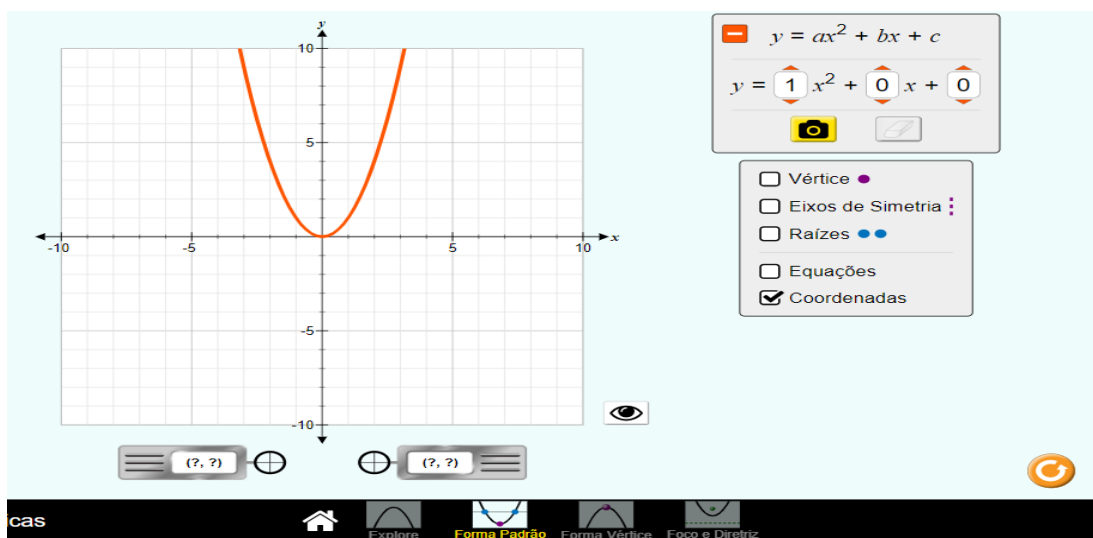 y
10
5
-10
-5
5
10
x
-5
-10
(?, ?)
(?, ?)
y = ax² + bx + c
y = 1 x² + 0 x + 0
Vértice
Eixos de Simetria
Raízes
Equações
Coordenadas
icas
Explore
Forma Padrão
Forma Vértice
Foco e Diretriz